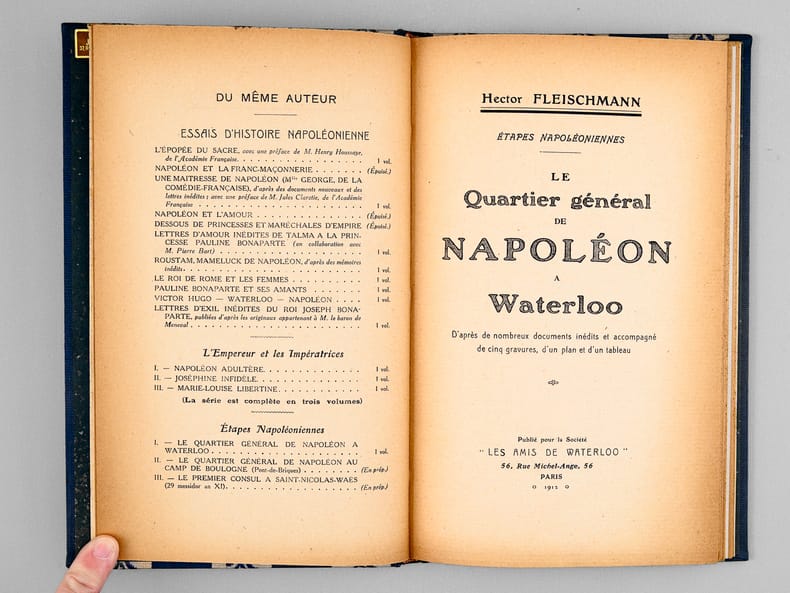 DU MÊME AUTEUR
ESSAIS D'HISTOIRE NAPOLÉONIENNE
L'ÉPOPÉE DU SACRE, avec une préface de M. Henry Houssaye,
de l'Académie Française. . . . . . . . . . . . . . . . 1 vol.
NAPOLÉON ET LA FRANC-MAÇONNERIE . . . . . . (Épuisé.)
UNE MAITRESSE DE NAPOLÉON (Mlle GEORGE, DE LA
COMÉDIE-FRANÇAISE), d'après des documents nouveaux et des
lettres inédites ; avec une préface de M. Jules Claretie, de l'Académie
Française . . . . . . . . . . . . . . . . 1 vol.
NAPOLÉON ET L'AMOUR . . . . . . . . . . . . (Épuisé.)
DESSOUS DE PRINCESSES ET MARÉCHALES D'EMPIRE (Épuisé.)
LETTRES D'AMOUR INÉDITES DE TALMA A LA PRIN-
CESSE PAULINE BONAPARTE (en collaboration avec
M. Pierre Bart) . . . . . . . . . . . . . . . . 1 vol.
ROUSTAM, MAMELUCK DE NAPOLÉON, d'après des mémoires
inédits. . . . . . . . . . . . . . . . 1 vol.
LE ROI DE ROME ET LES FEMMES . . . . . . . . 1 vol.
PAULINE BONAPARTE ET SES AMANTS . . . . . . 1 vol.
VICTOR HUGO — WATERLOO — NAPOLÉON . . . . 1 vol.
LETTRES D'EXIL INÉDITES DU ROI JOSEPH BONA-
PARTE, publiées d'après les originaux appartenant à M. le baron de
Meneval . . . . . . . . . . . . . . . . 1 vol.
L'Empereur et les Impératrices
I. — NAPOLÉON ADULTÈRE. . . . . . . . . . . . 1 vol.
II. — JOSÉPHINE INFIDÈLE. . . . . . . . . . . . 1 vol.
III. — MARIE-LOUISE LIBERTINE. . . . . . . . . . 1 vol.
(La série est complète en trois volumes)
Étapes Napoléoniennes
I. — LE QUARTIER GÉNÉRAL DE NAPOLÉON A
WATERLOO. . . . . . . . . . . . . . . . 1 vol.
II. — LE QUARTIER GÉNÉRAL DE NAPOLÉON AU
CAMP DE BOULOGNE (Pont-de-Briques) . . . . . . . (En prép.)
III. — LE PREMIER CONSUL A SAINT-NICOLAS-WAES
(29 messidor an XI). . . . . . . . . . . . . . (En prép.)
Hector FLEISCHMANN
ÉTAPES NAPOLÉONIENNES
LE
Quartier général
DE
NAPOLÉON
A
Waterloo
D'après de nombreux documents inédits et accompagné
de cinq gravures, d'un plan et d'un tableau
Publié pour la Société
" LES AMIS DE WATERLOO "
56, Rue Michel-Ange, 56
PARIS
1912